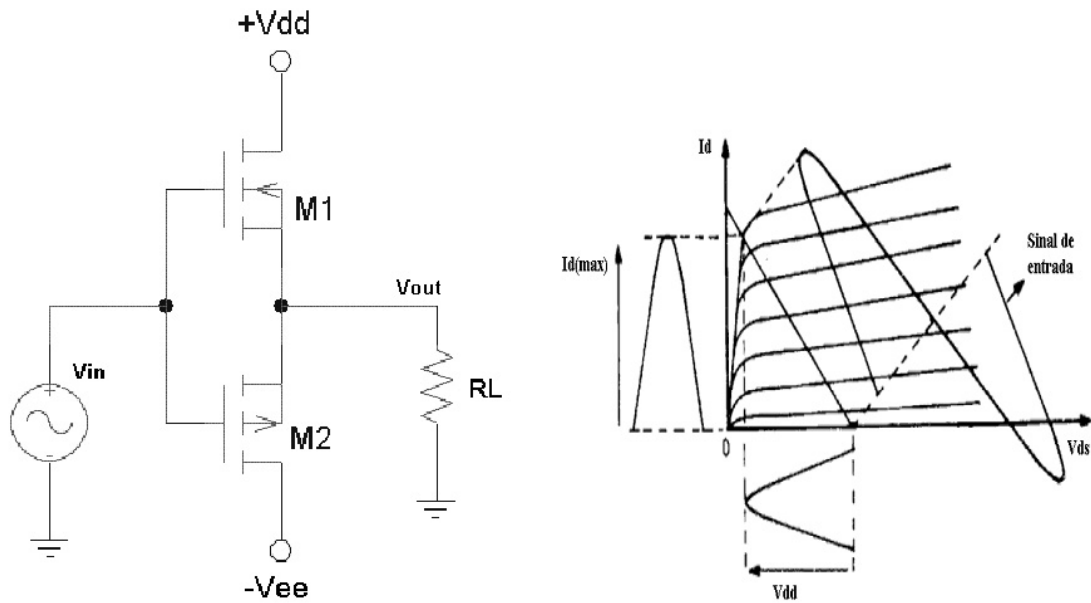 +Vdd
M1
Vout
Vin
RL
M2
-Vee
Id
Id(max)
Sinal de
entrada
0
Vds
Vdd